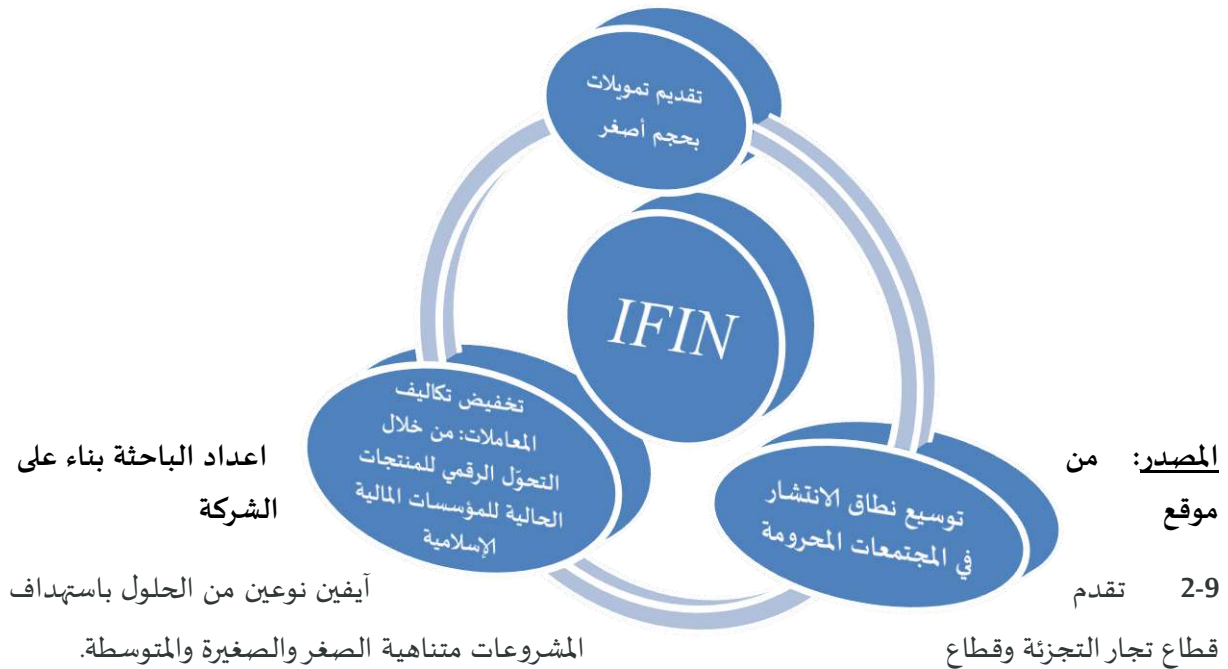 تقديم تمويلات
بحجم أصغر
IFIN
تخفيض تكاليف
المعاملات: من خلال
التحوّل الرقمي للمنتجات
الحالية للمؤسسات المالية
الإسلامية
توسيع نطاق الانتشار
في المجتمعات المحرومة
المصدر: من اعداد الباحثة بناء على
موقع الشركة
2-9 تقدم آيفين نوعين من الحلول باستهداف
قطاع تجار التجزئة وقطاع المشروعات متناهية الصغر والصغيرة والمتوسطة.